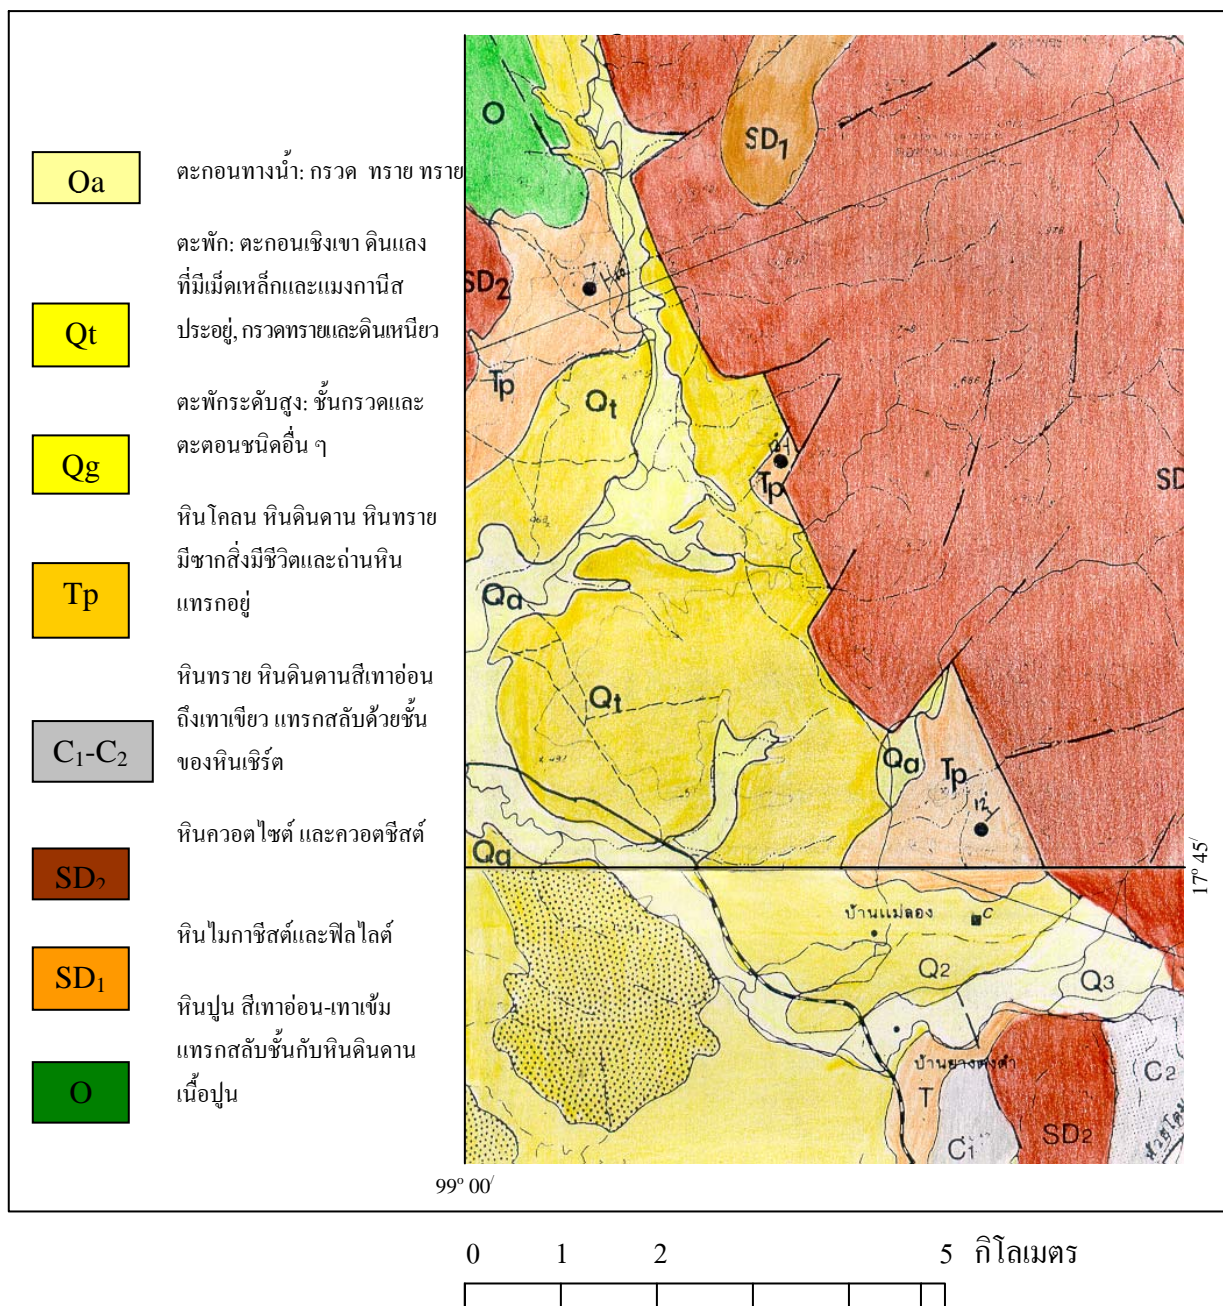 Oa
ตะกอนทางน้ำ: กรวด ทราย ทราย
Qt
ตะพัก: ตะกอนเชิงเขา ดินแลง
ที่มีเม็ดเหล็กและแมงกานีส
ประอยู่, กรวดทรายและดินเหนียว
Qg
ตะพักระดับสูง: ชั้นกรวดและ
ตะตอนชนิดอื่น ๆ
Tp
หินโคลน หินดินดาน หินทราย
มีซากสิ่งมีชีวิตและถ่านหิน
แทรกอยู่
C1-C2
หินทราย หินดินดานสีเทาอ่อน
ถึงเทาเขียว แทรกสลับด้วยชั้น
ของหินเชิร์ต
SD2
หินควอตไซต์ และควอตชีสต์
SD1
หินไมกาชีสต์และฟิลไลต์
O
หินปูน สีเทาอ่อน-เทาเข้ม
แทรกสลับชั้นกับหินดินดาน
เนื้อปูน
O
SD1
SD2
Tp
Qt
Tp
SD
Qa
Qt
Qa
Tp
12
Qa
17° 45/
บ้านแม่ลอง
C
Q2
Q3
บ้านยางคงดำ
T
C1
SD2
C2
99° 00/
0 1 2 5 กิโลเมตร